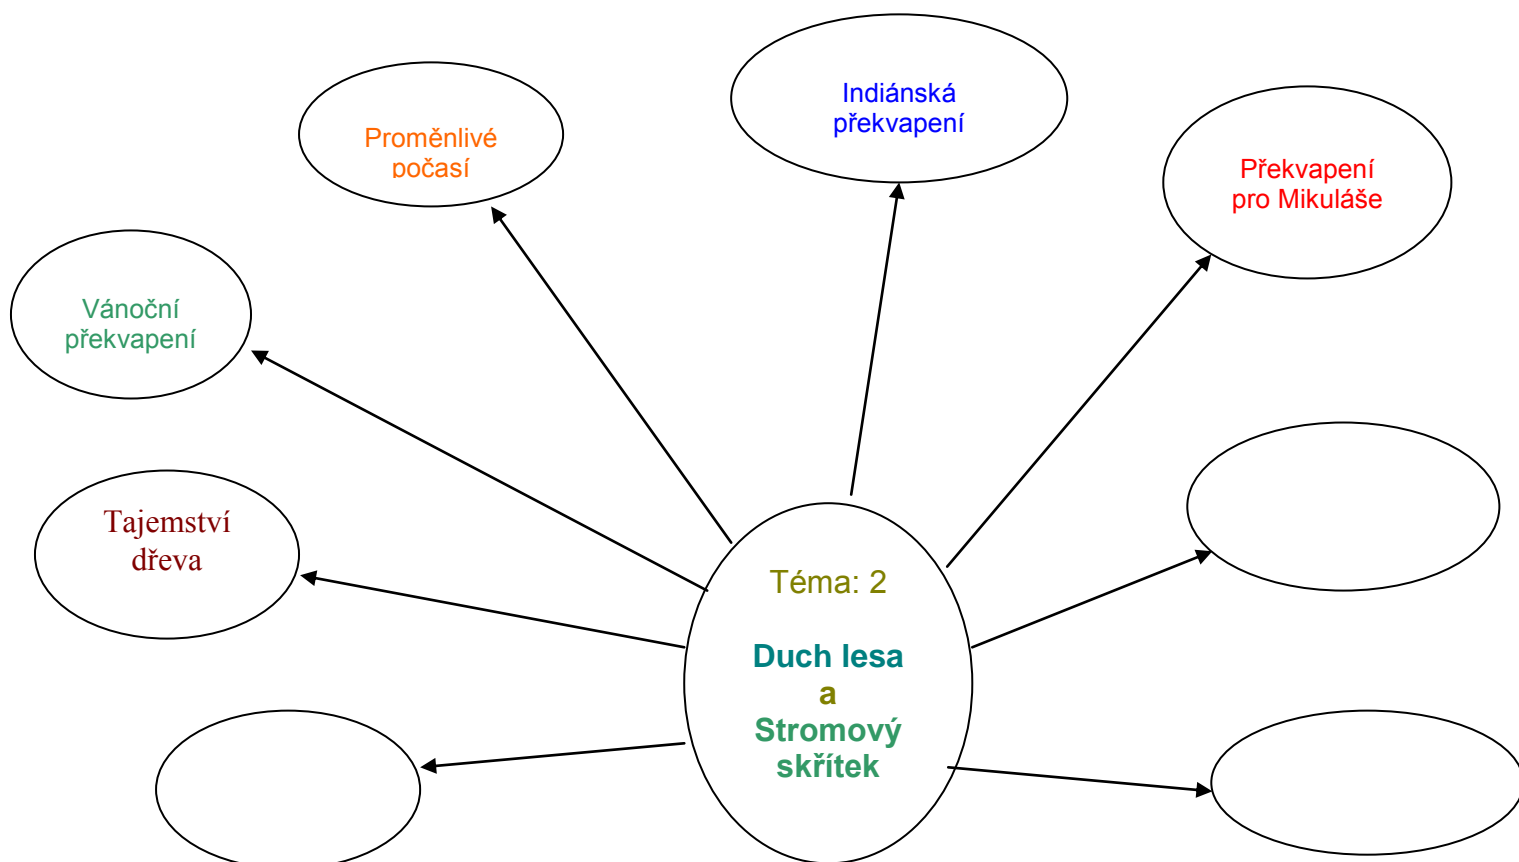 Indiánská
překvapení
Proměnlivé
počasí
Překvapení
pro Mikuláše
Vánoční
překvapení
Tajemství
dřeva
Téma: 2
Duch lesa
a
Stromový
skřítek